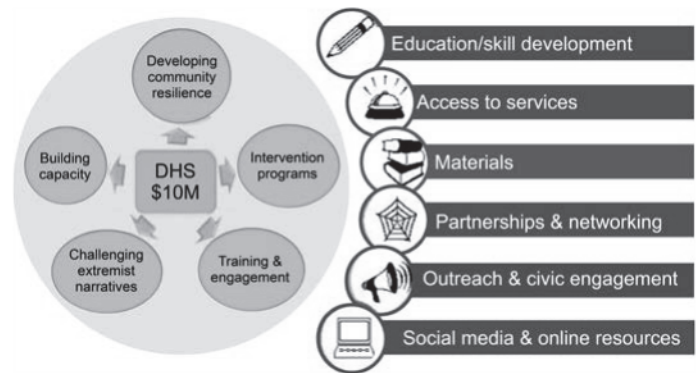 Developing
community
resilience
Building
capacity
DHS
$10M
Intervention
programs
Challenging
extremist
narratives
Training &
engagement
Education/skill development
Access to services
Materials
Partnerships & networking
Outreach & civic engagement
Social media & online resources